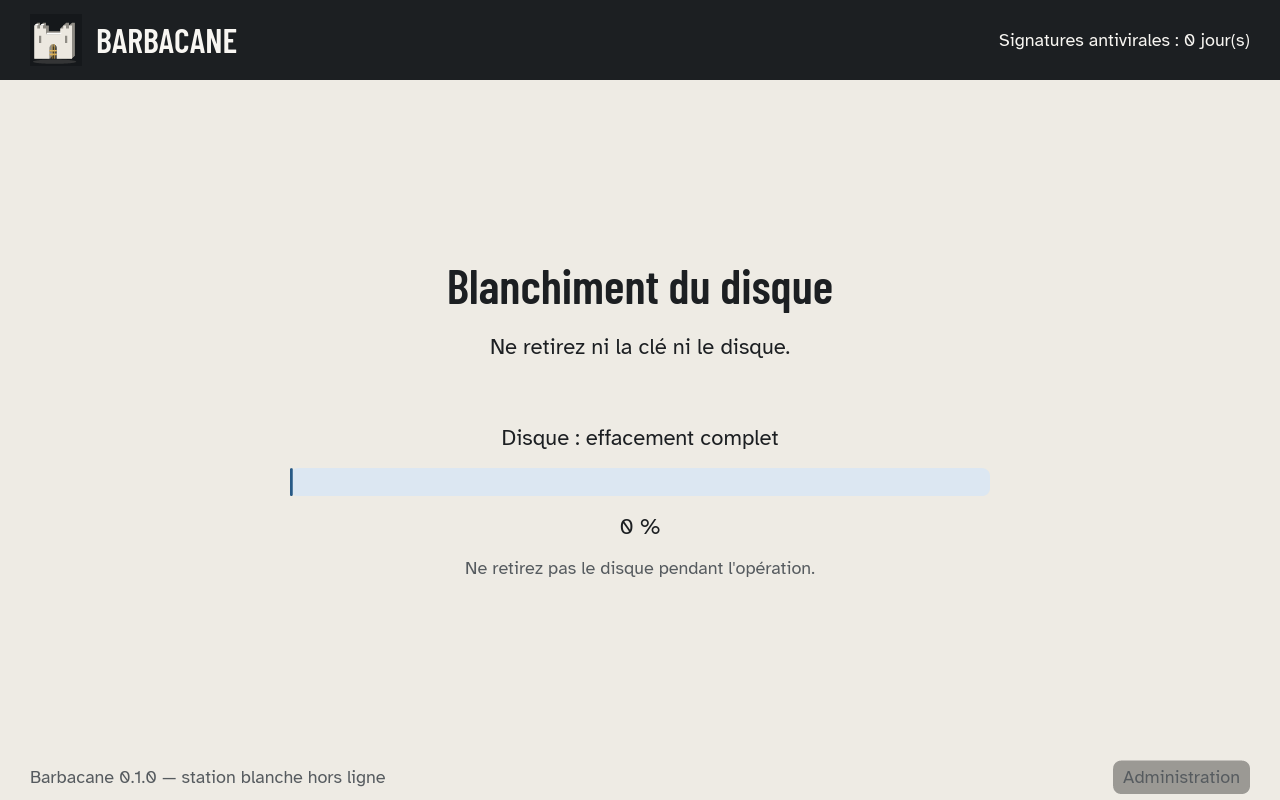 BARBACANE
Signatures antivirales : 0 jour(s)
Blanchiment du disque
Ne retirez ni la clé ni le disque.
Disque : effacement complet
0 %
Ne retirez pas le disque pendant l'opération.
Barbacane 0.1.0 — station blanche hors ligne
Administration